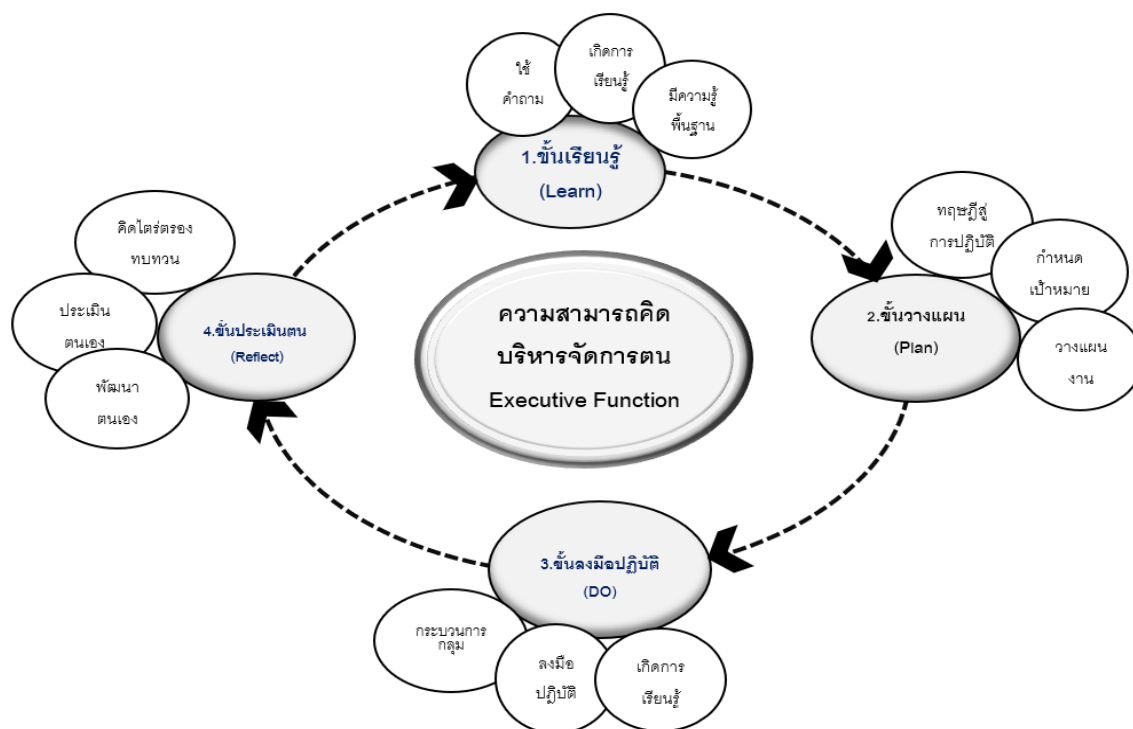 ใช้
คำถาม
เกิดการ
เรียนรู้
มีความรู้
พื้นฐาน
1.ขั้นเรียนรู้
(Learn)
ทฤษฎีสู่
การปฏิบัติ
กำหนด
เป้าหมาย
วางแผน
งาน
2.ขั้นวางแผน
(Plan)
ความสามารถคิด
บริหารจัดการตน
Executive Function
คิดไตร่ตรอง
ทบทวน
ประเมิน
ตนเอง
พัฒนา
ตนเอง
4.ขั้นประเมินตน
(Reflect)
3.ขั้นลงมือปฏิบัติ
(DO)
กระบวนการ
กลุม
ลงมือ
ปฏิบัติ
เกิดการ
เรียนรู้